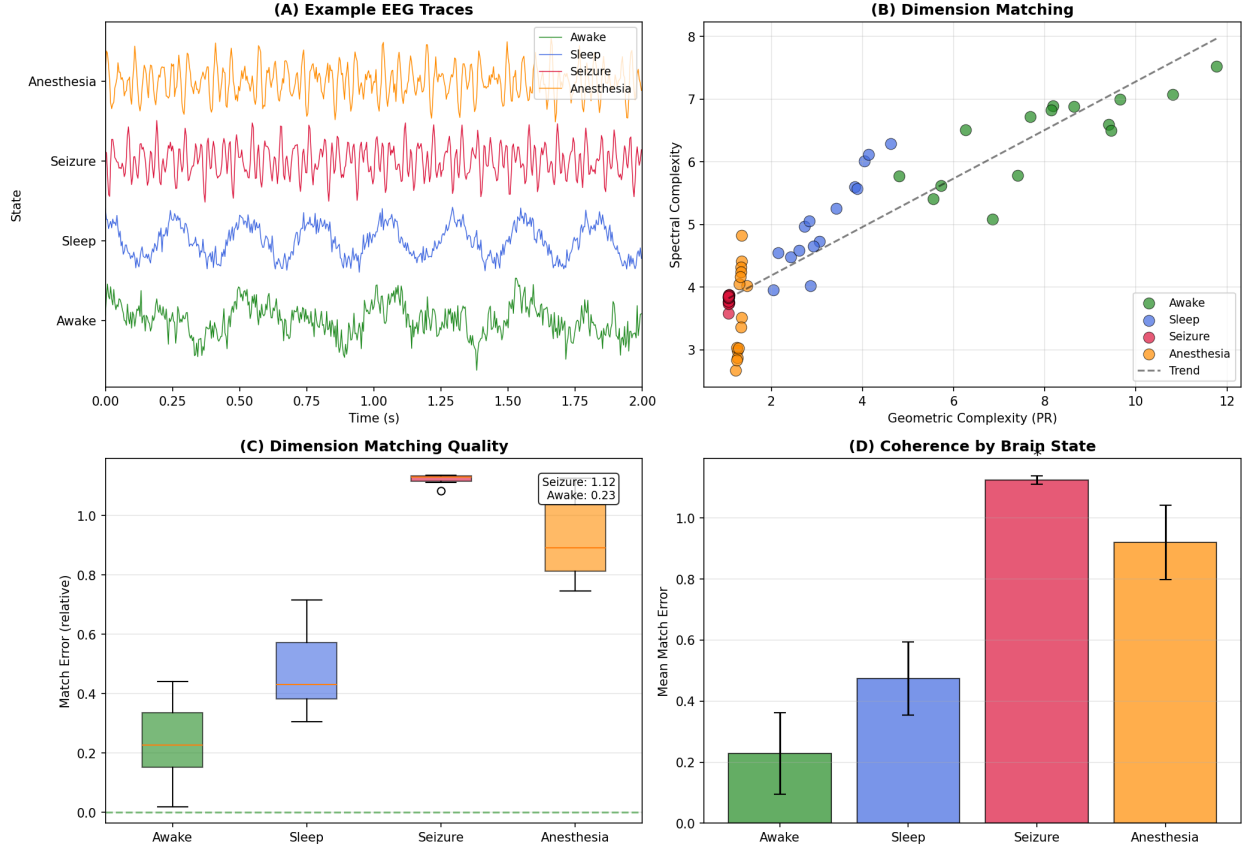 (A) Example EEG Traces
Awake
Sleep
Seizure
Anesthesia
Anesthesia
Seizure
Sleep
Awake
State
0.00 0.25 0.50 0.75 1.00 1.25 1.50 1.75 2.00
Time (s)
(B) Dimension Matching
8
7
6
5
4
3
Spectral Complexity
Awake
Sleep
Seizure
Anesthesia
Trend
2 4 6 8 10 12
Geometric Complexity (PR)
(C) Dimension Matching Quality
Seizure: 1.12
Awake: 0.23
1.0
0.8
0.6
0.4
0.2
0.0
Match Error (relative)
Awake Sleep Seizure Anesthesia
(D) Coherence by Brain State
*
1.0
0.8
0.6
0.4
0.2
0.0
Mean Match Error
Awake Sleep Seizure Anesthesia